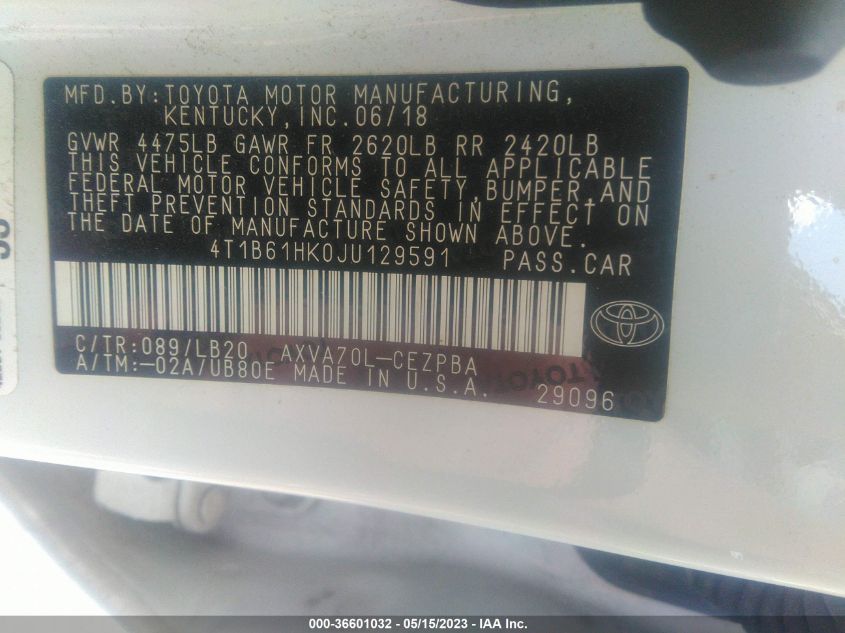 MFD.BY:TOYOTA MOTOR MANUFACTURING,
KENTUCKY,INC.06/18
GVWR 4475LB GAWR FR 2620LB RR 2420LB
THIS VEHICLE CONFORMS TO ALL APPLICABLE
FEDERAL MOTOR VEHICLE SAFETY,BUMPER,AND
THEFT PREVENTION STANDARDS IN EFFECT ON
THE DATE OF MANUFACTURE SHOWN ABOVE.
4T1B61HK0JU129591 PASS.CAR
C/TR:089/LB20 AXVA70L-CEZPBA
A/TM:-02A/UB80E MADE IN U.S.A. 29096
000-36601032 - 05/15/2023 - IAA Inc.